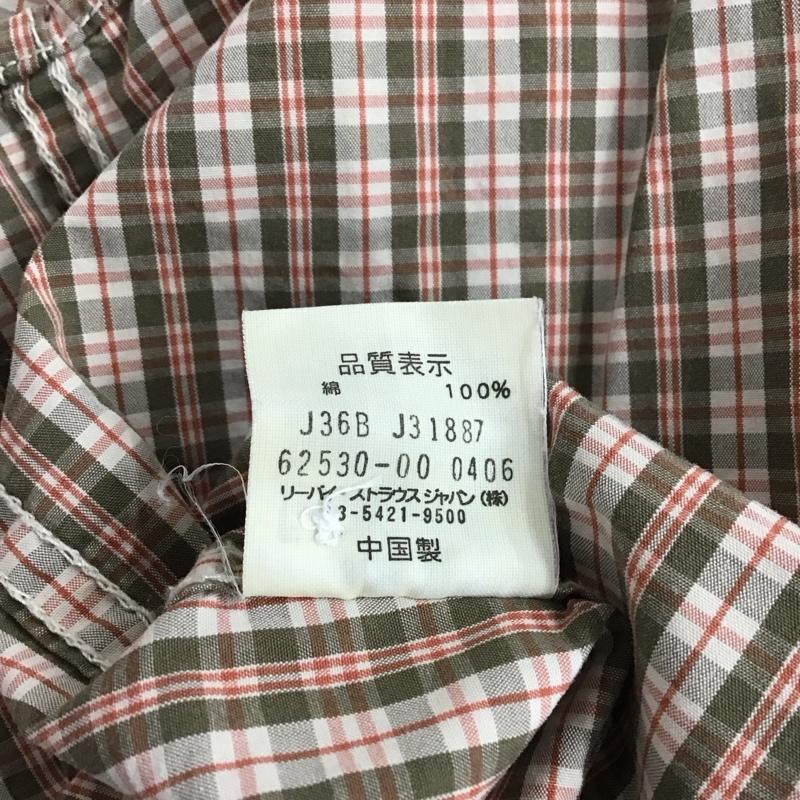 品質表示
綿 100%
J36B J31887
62530-00 0406
リーバイ ストラウス ジャパン (株)
3-5421-9500
中国製